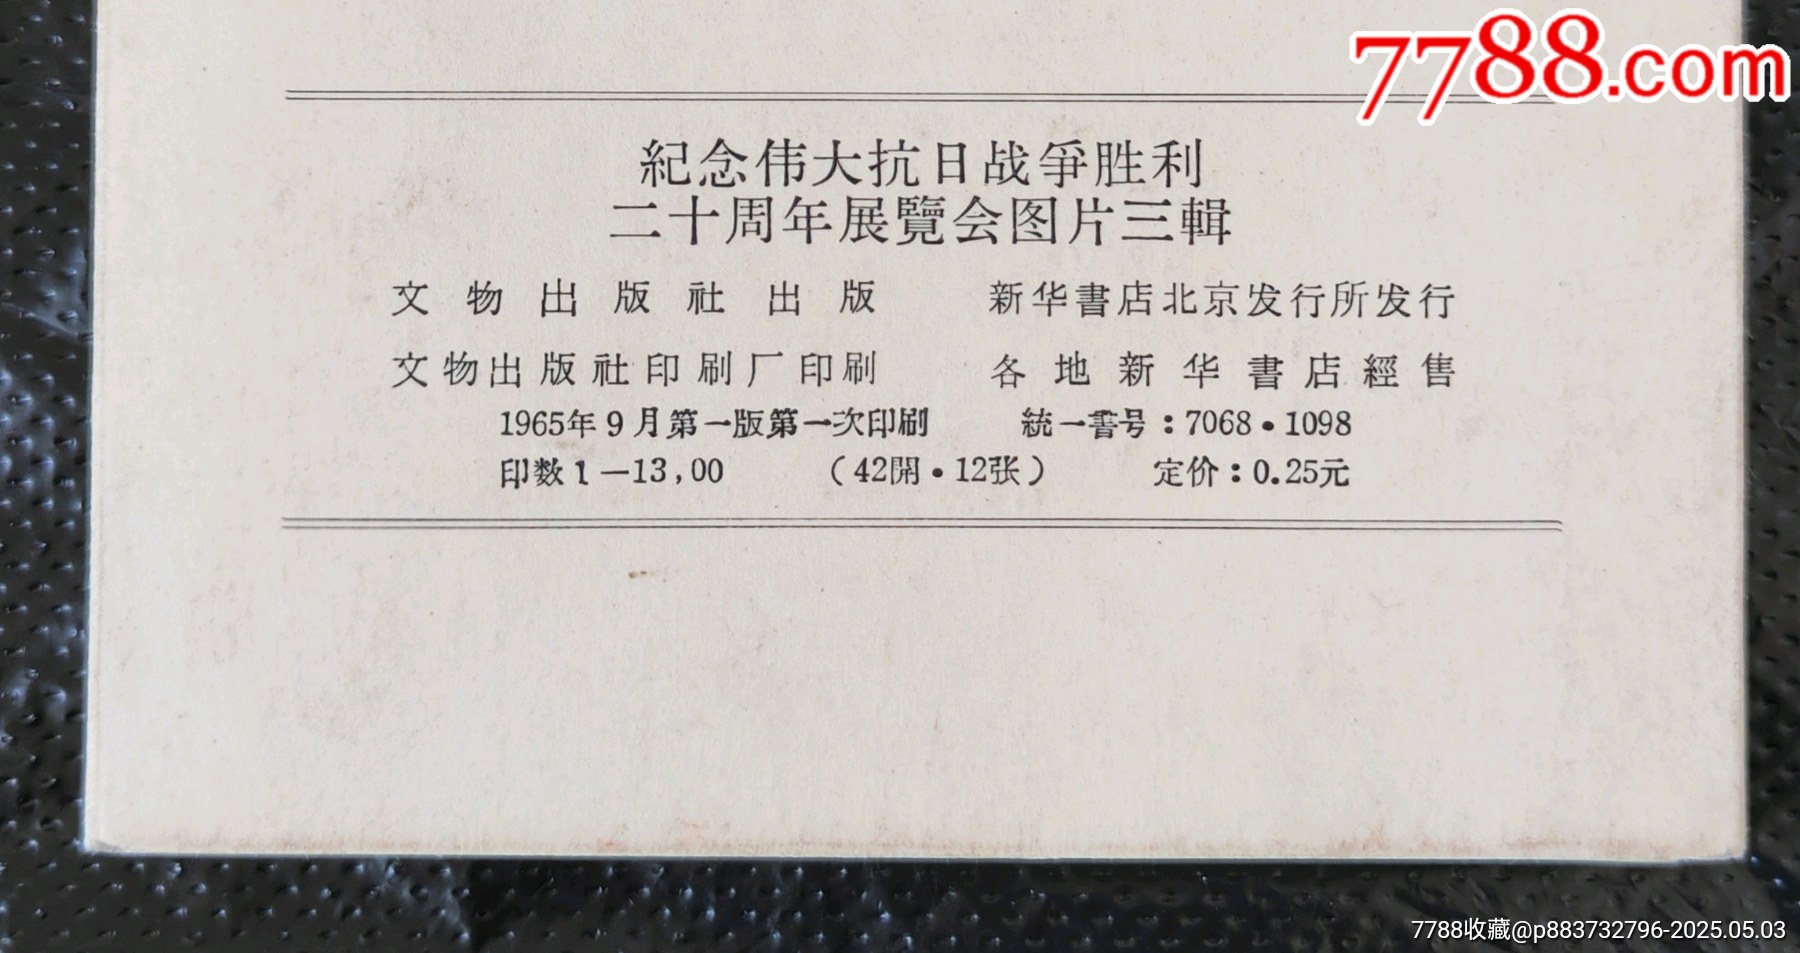 7788.com
紀念伟大抗日战爭胜利
二十周年展覽会图片三輯
文物出版社出版 新华書店北京发行所发行
文物出版社印刷厂印刷 各地新华書店經售
1965年9月第一版第一次印刷 統一書号:7068·1098
印数1—13,00 (42開·12张) 定价:0.25元
7788收藏@p883732796-2025.05.03